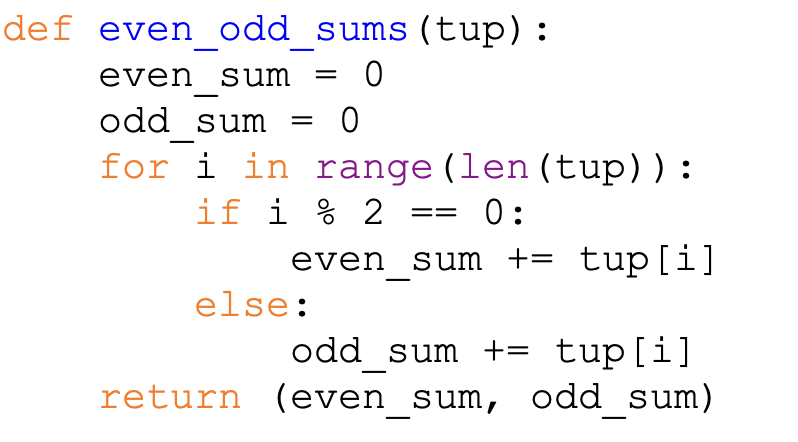 def even_odd_sums(tup):
    even_sum = 0
    odd_sum = 0
    for i in range(len(tup)):
        if i % 2 == 0:
            even_sum += tup[i]
        else:
            odd_sum += tup[i]
    return (even_sum, odd_sum)